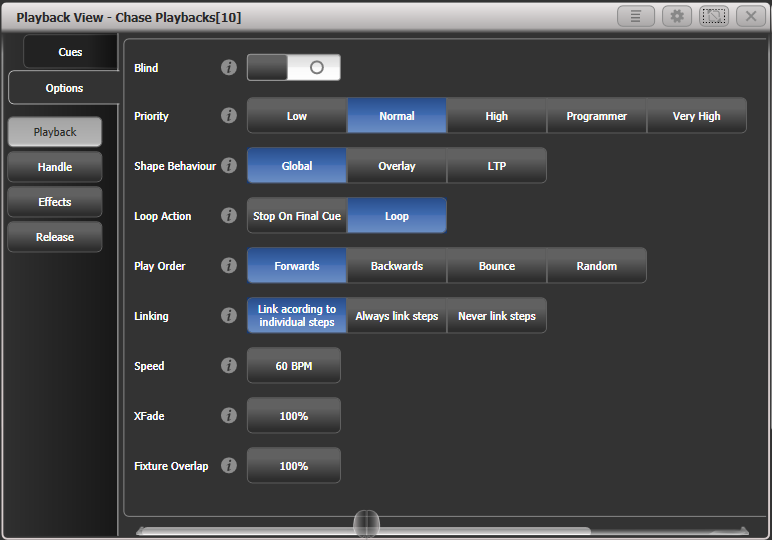 Playback View - Chase Playbacks[10]
Cues
Options
Playback
Handle
Effects
Release
Blind
Priority Low Normal High Programmer Very High
Shape Behaviour Global Overlay LTP
Loop Action Stop On Final Cue Loop
Play Order Forwards Backwards Bounce Random
Linking Link acording to individual steps Always link steps Never link steps
Speed 60 BPM
XFade 100%
Fixture Overlap 100%